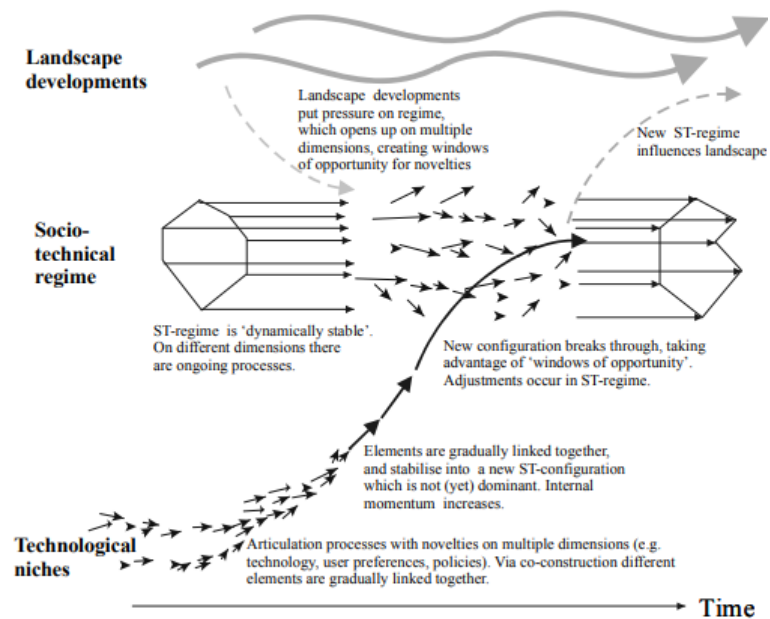 Landscape
developments
Landscape developments
put pressure on regime,
which opens up on multiple
dimensions, creating windows
of opportunity for novelties
New ST-regime
influences landscape
Socio-
technical
regime
ST-regime is ‘dynamically stable’.
On different dimensions there
are ongoing processes.
New configuration breaks through, taking
advantage of ‘windows of opportunity’.
Adjustments occur in ST-regime.
Elements are gradually linked together,
and stabilise into a new ST-configuration
which is not (yet) dominant. Internal
momentum increases.
Technological
niches
Articulation processes with novelties on multiple dimensions (e.g.
technology, user preferences, policies). Via co-construction different
elements are gradually linked together.
Time